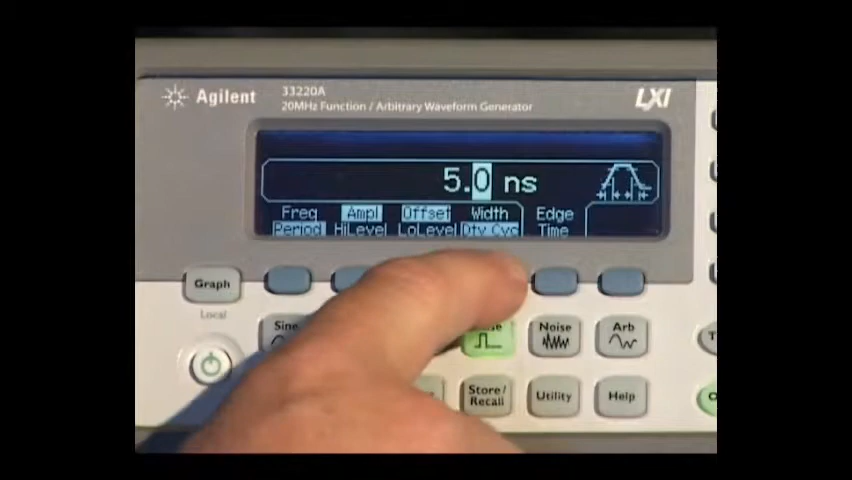 Agilent
33220A
20MHz Function / Arbitrary Waveform Generator
LXI
5.0 ns
Freq Ampl Offset Width Edge
Period HiLevel LoLevel Dty Cyc Time
Graph
Local
Sine
Noise
Arb
Store/
Recall
Utility
Help